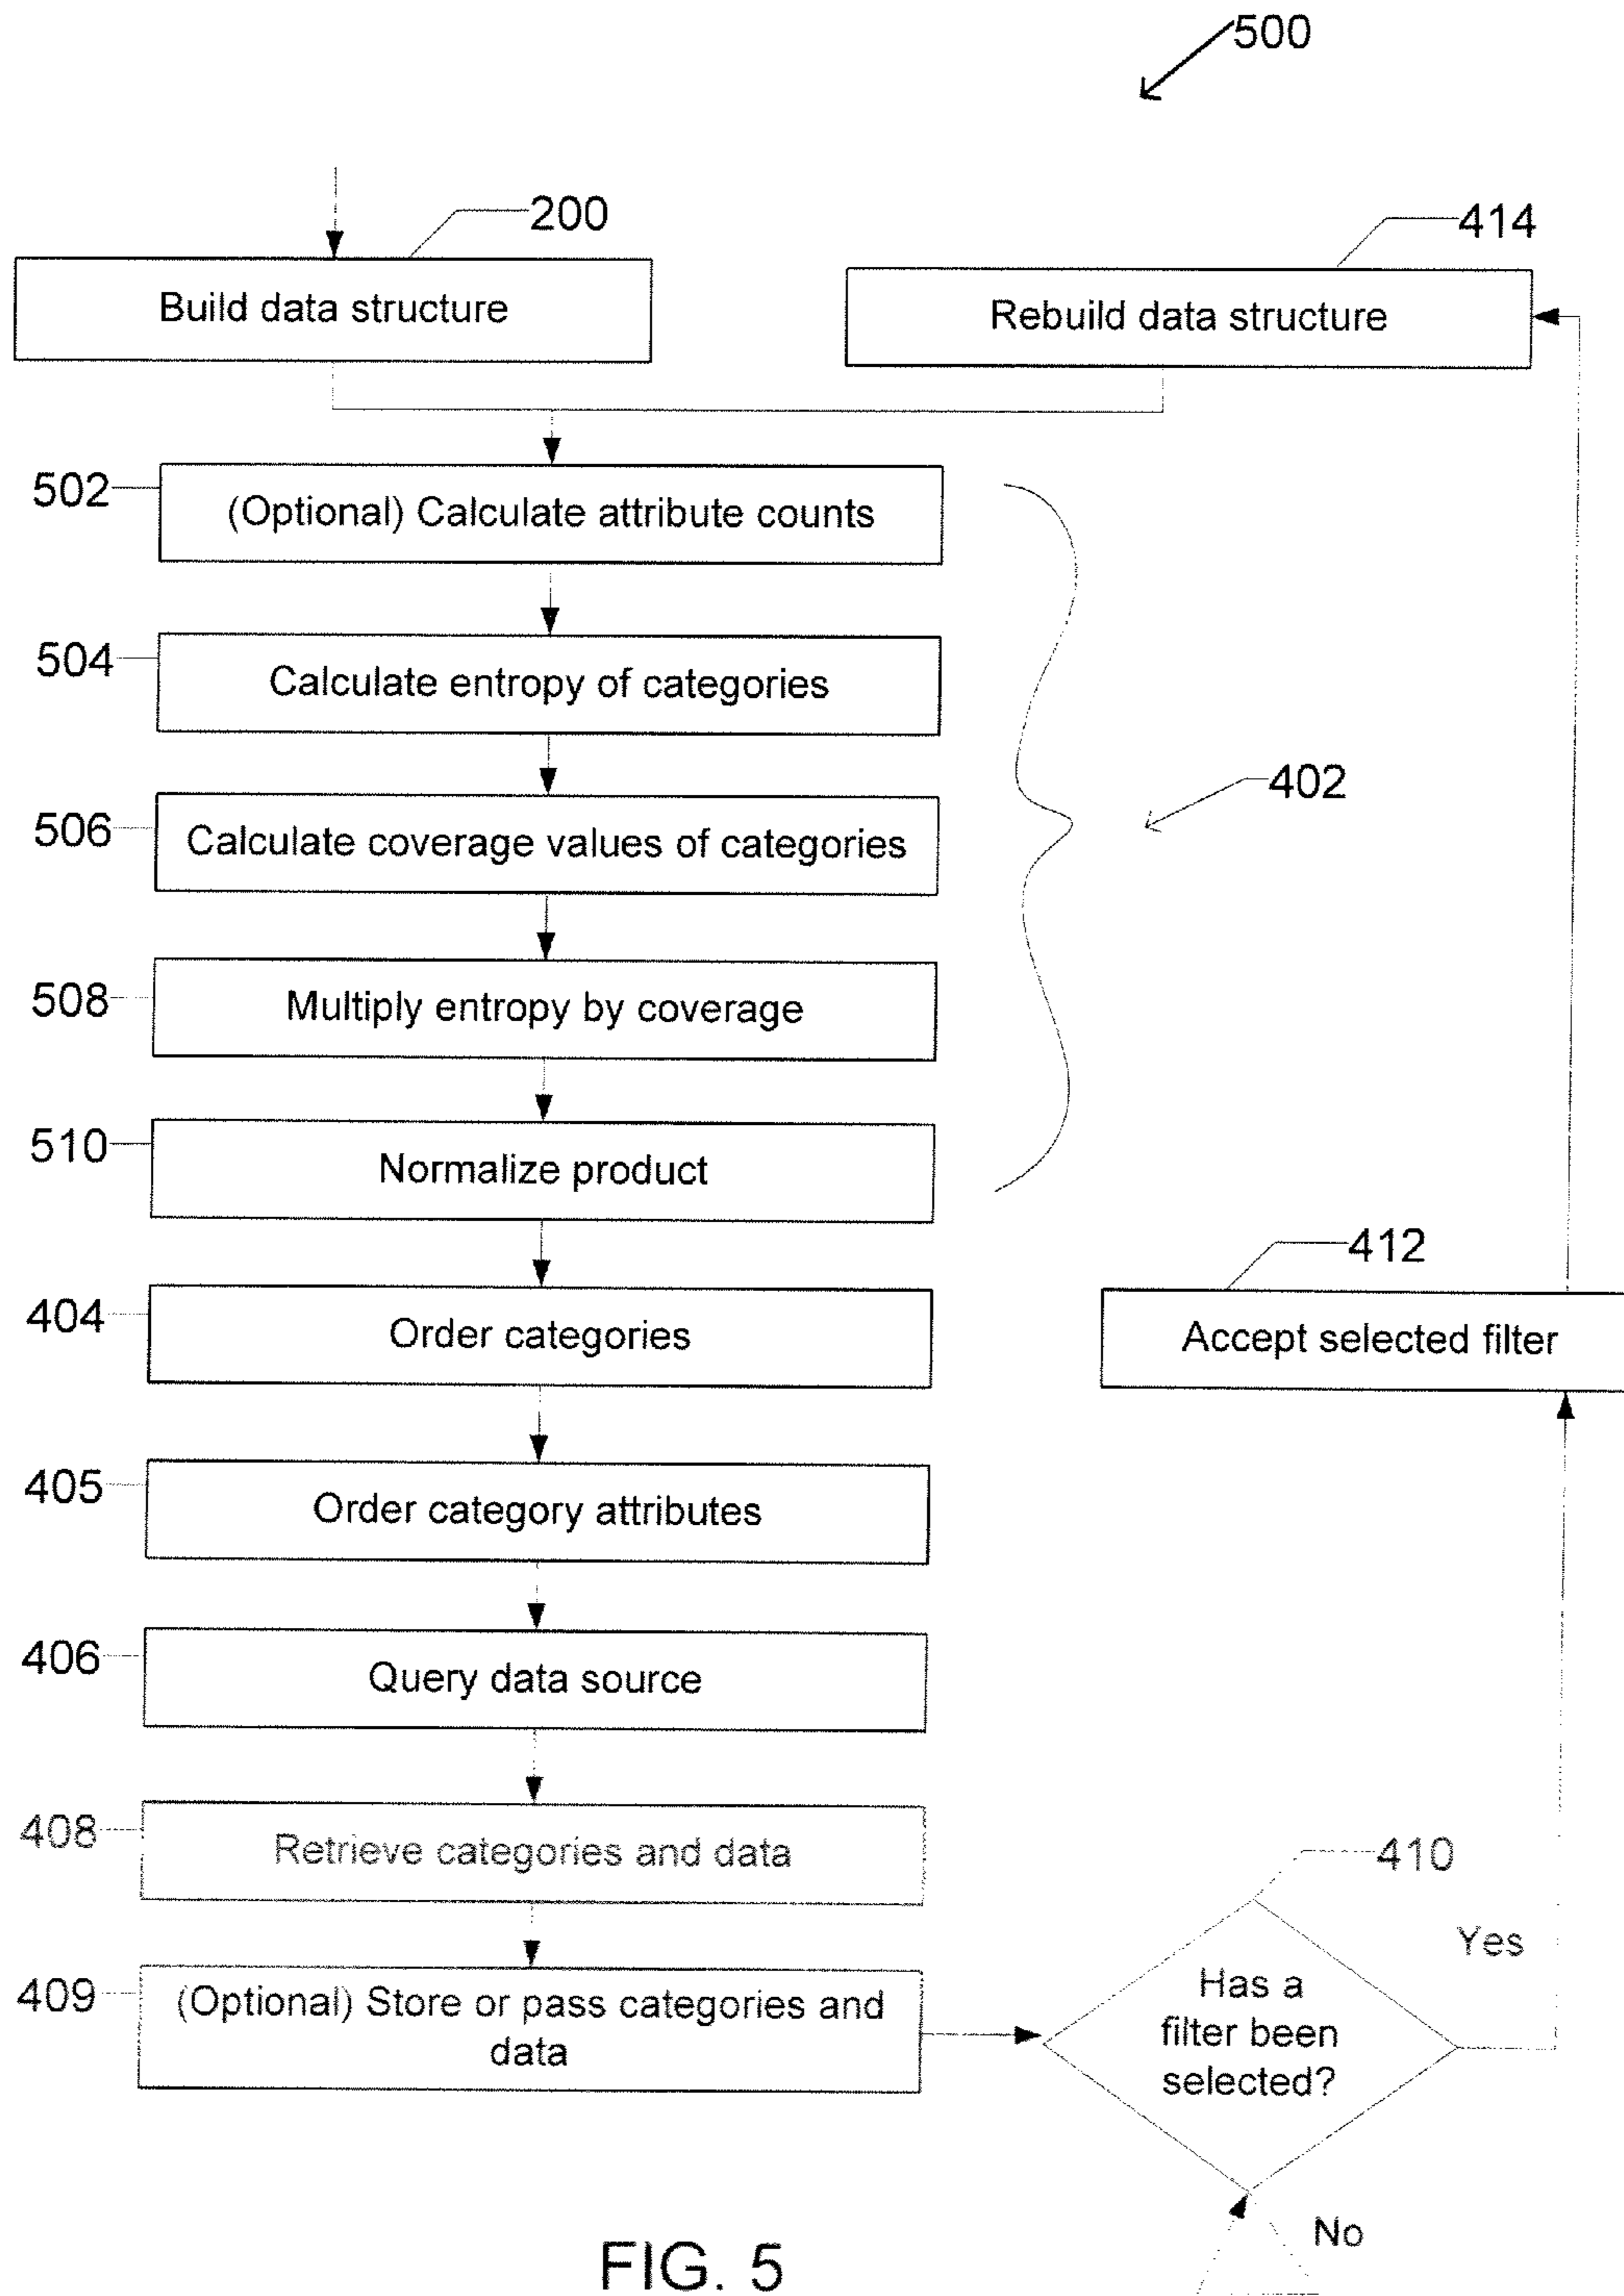 500
200
414
Build data structure
Rebuild data structure
502
(Optional) Calculate attribute counts
504
Calculate entropy of categories
402
506
Calculate coverage values of categories
508
Multiply entropy by coverage
510
Normalize product
412
404
Order categories
Accept selected filter
405
Order category attributes
406
Query data source
408
Retrieve categories and data
410
Yes
409
(Optional) Store or pass categories and
data
Has a
filter been
selected?
No
FIG. 5